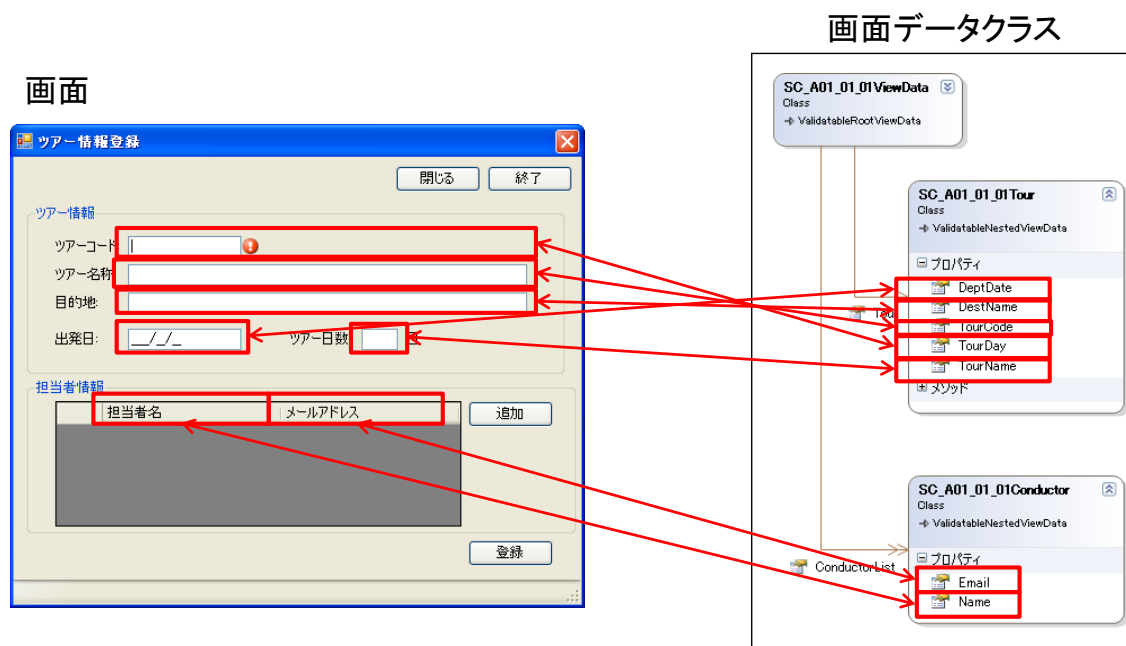 画面データクラス
画面
SC_A01_01_01ViewData
Class
ValidatableRootViewData
ツアー情報登録
閉じる
終了
ツアー情報
ツアーコード
ツアー名称
目的地:
出発日:
__/_/_
ツアー日数
担当者情報
担当者名
メールアドレス
追加
登録
SC_A01_01_01Tour
Class
ValidatableNestedViewData
プロパティ
DeptDate
DestName
TourCode
TourDay
TourName
メソッド
SC_A01_01_01Conductor
Class
ValidatableNestedViewData
プロパティ
ConductorList
Email
Name